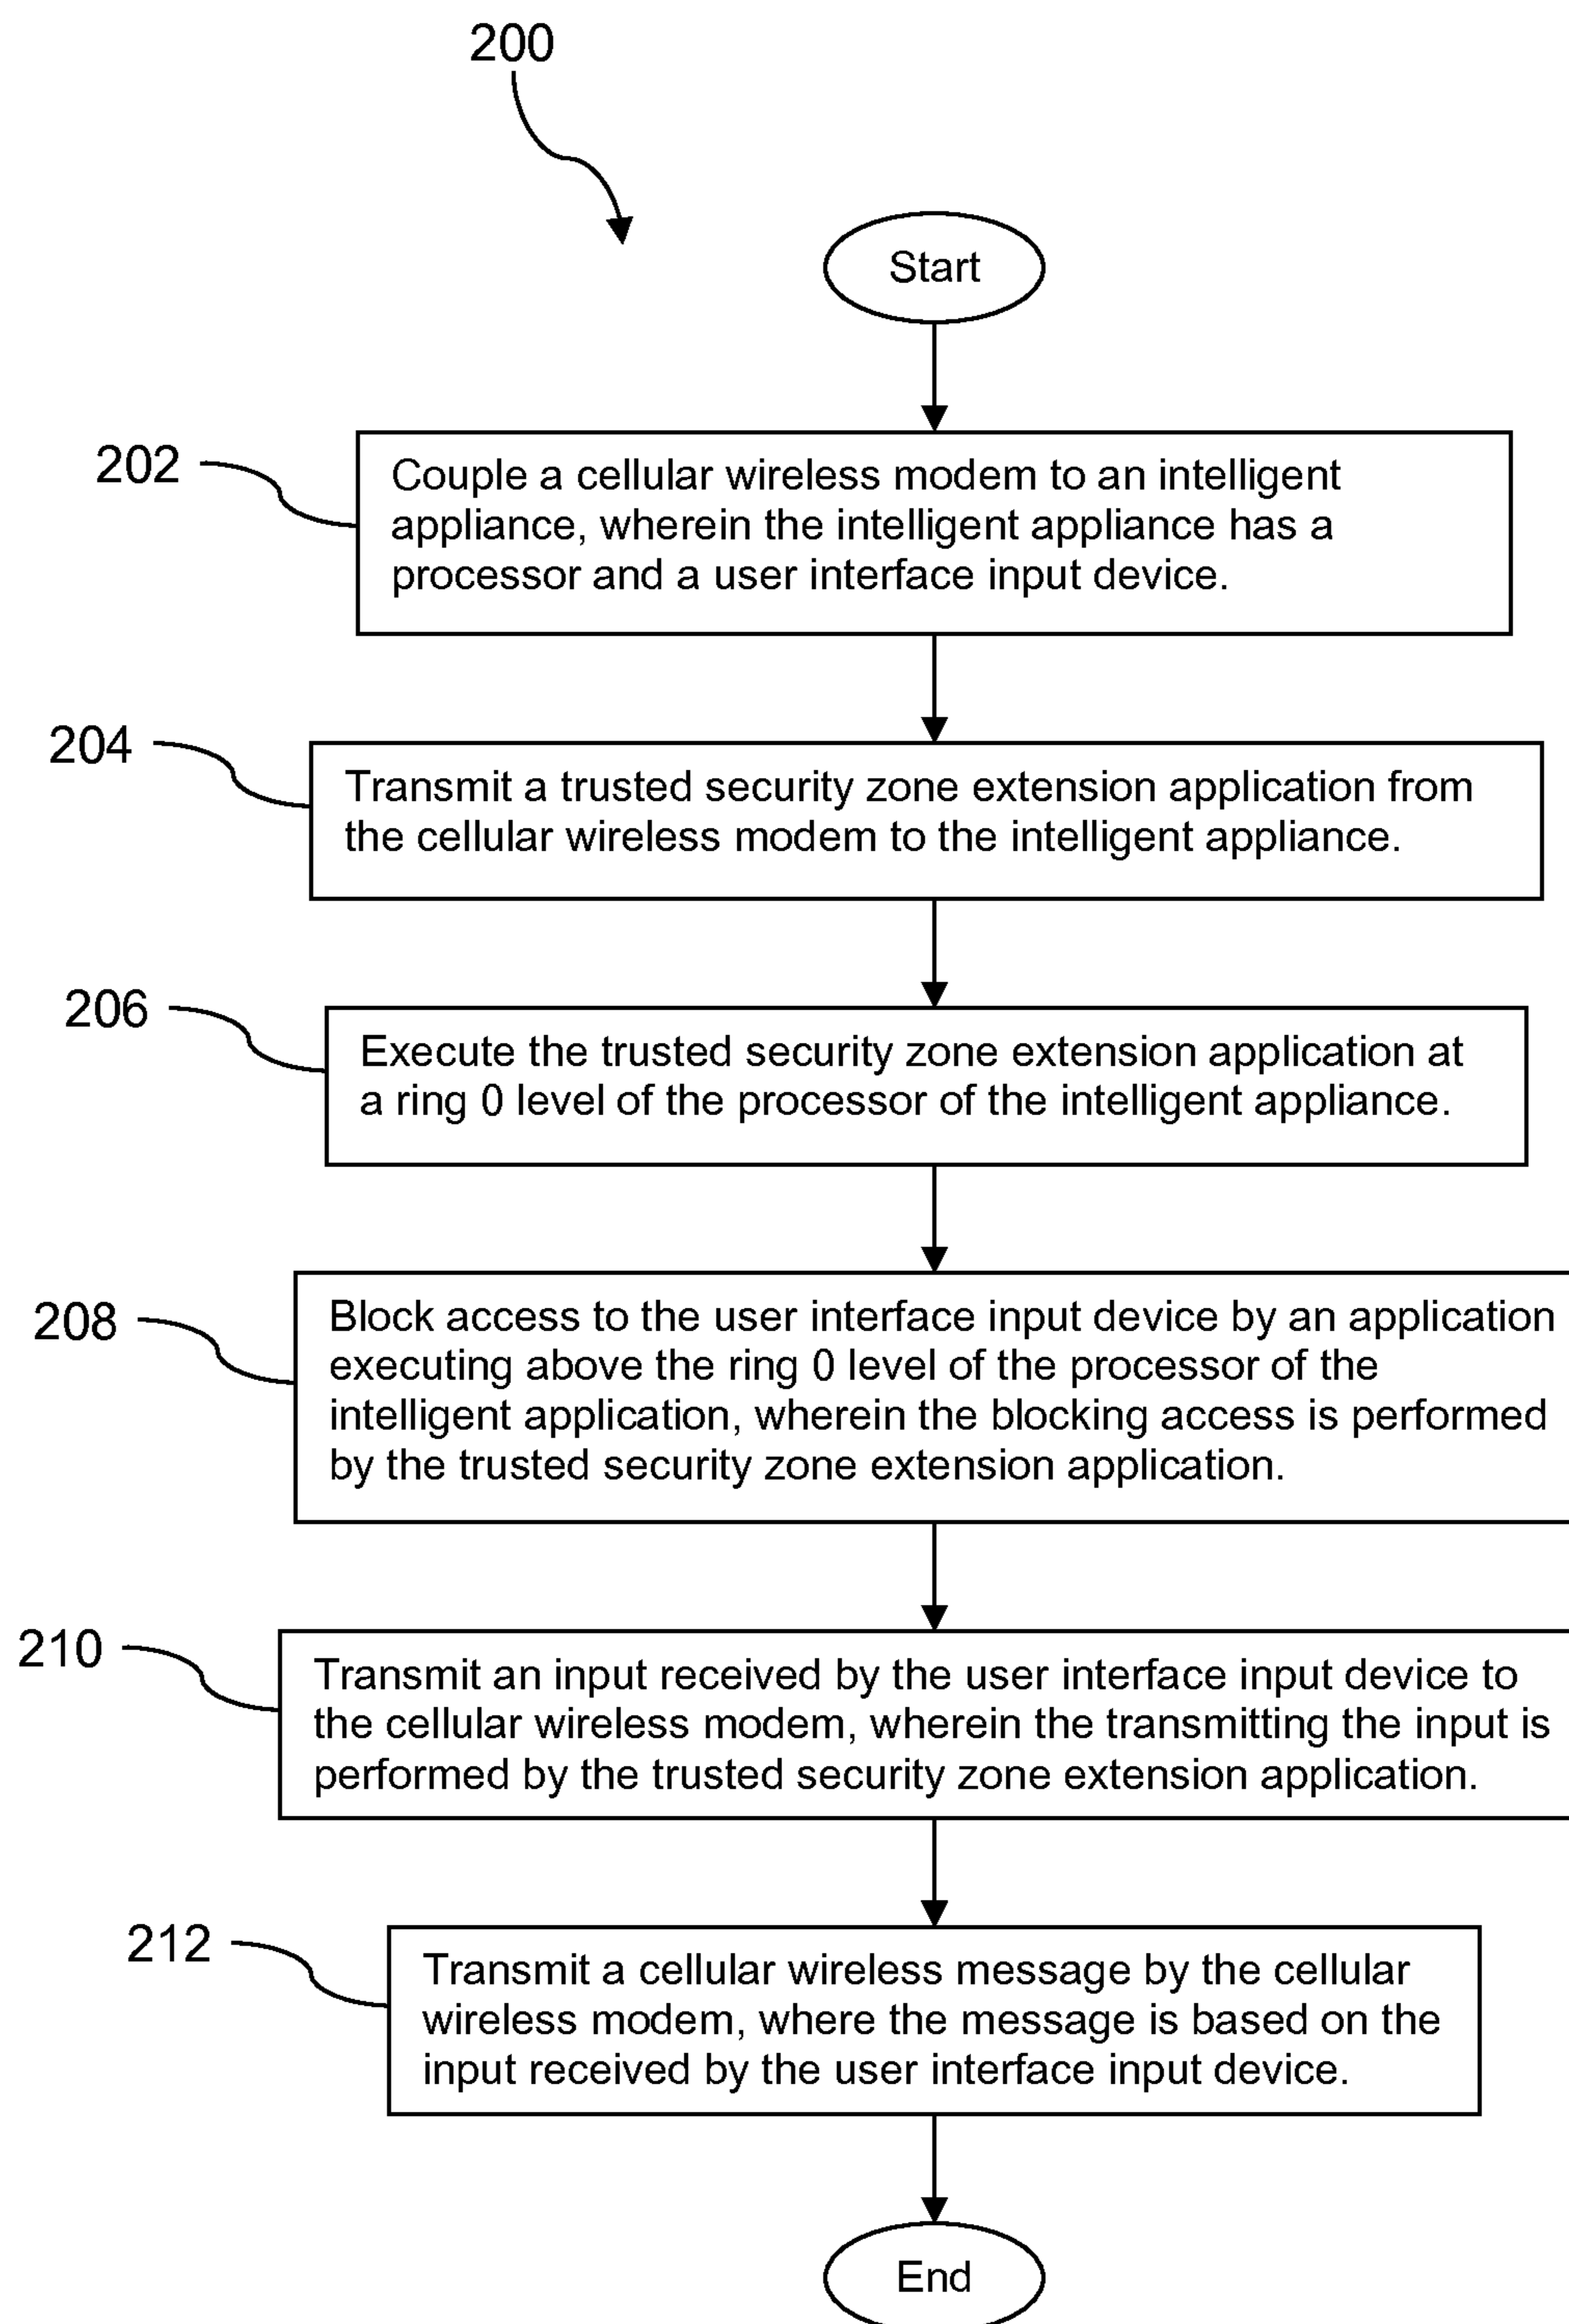 200
Start
202
Couple a cellular wireless modem to an intelligent
appliance, wherein the intelligent appliance has a
processor and a user interface input device.
204
Transmit a trusted security zone extension application from
the cellular wireless modem to the intelligent appliance.
206
Execute the trusted security zone extension application at
a ring 0 level of the processor of the intelligent appliance.
208
Block access to the user interface input device by an application
executing above the ring 0 level of the processor of the
intelligent application, wherein the blocking access is performed
by the trusted security zone extension application.
210
Transmit an input received by the user interface input device to
the cellular wireless modem, wherein the transmitting the input is
performed by the trusted security zone extension application.
212
Transmit a cellular wireless message by the cellular
wireless modem, where the message is based on the
input received by the user interface input device.
End